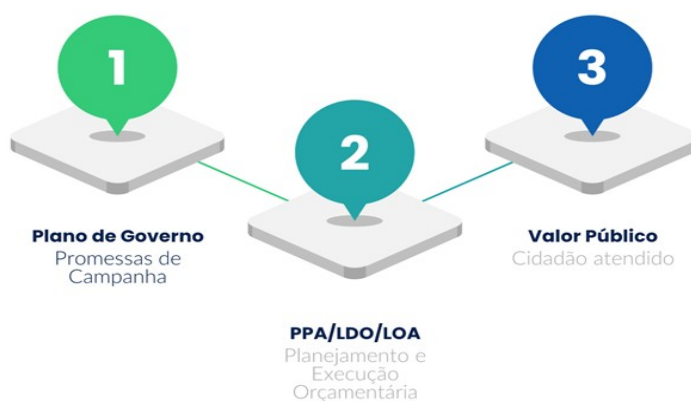 1
Plano de Governo
Promessas de
Campanha
2
PPA/LDO/LOA
Planejamento e
Execução
Orçamentária
3
Valor Público
Cidadão atendido